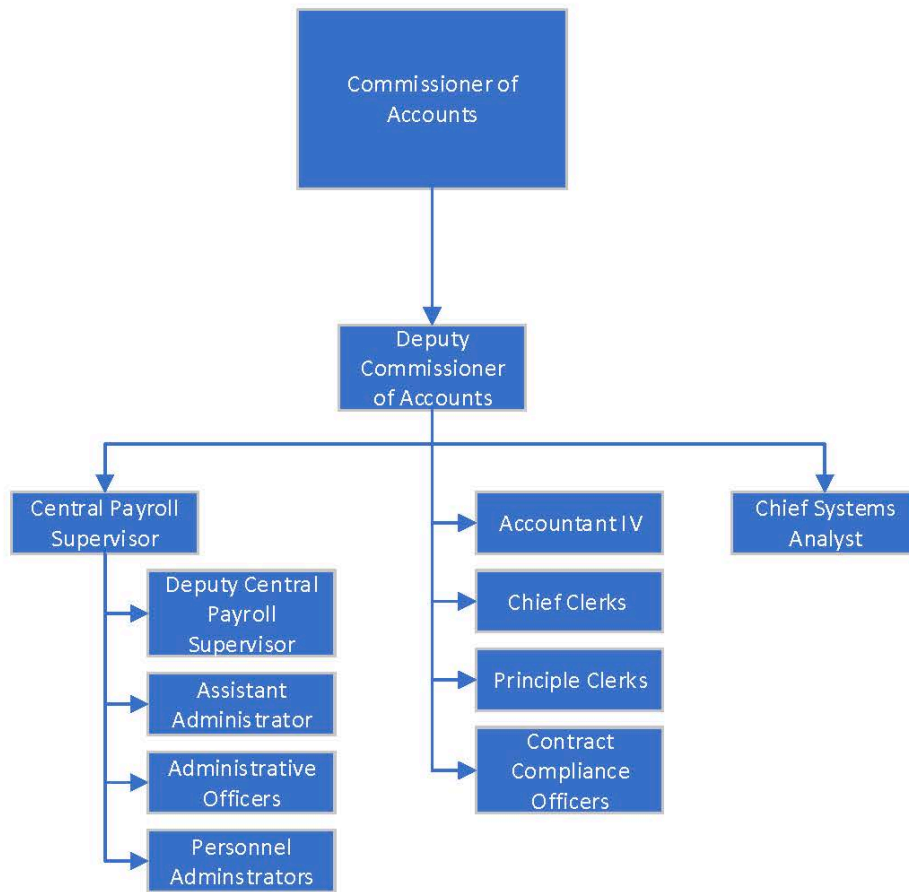 Commissioner of
Accounts
Deputy
Commissioner
of Accounts
Central Payroll
Supervisor
Deputy Central
Payroll
Supervisor
Assistant
Administrator
Administrative
Officers
Personnel
Adminstrators
Accountant IV
Chief Clerks
Principle Clerks
Contract
Compliance
Officers
Chief Systems
Analyst